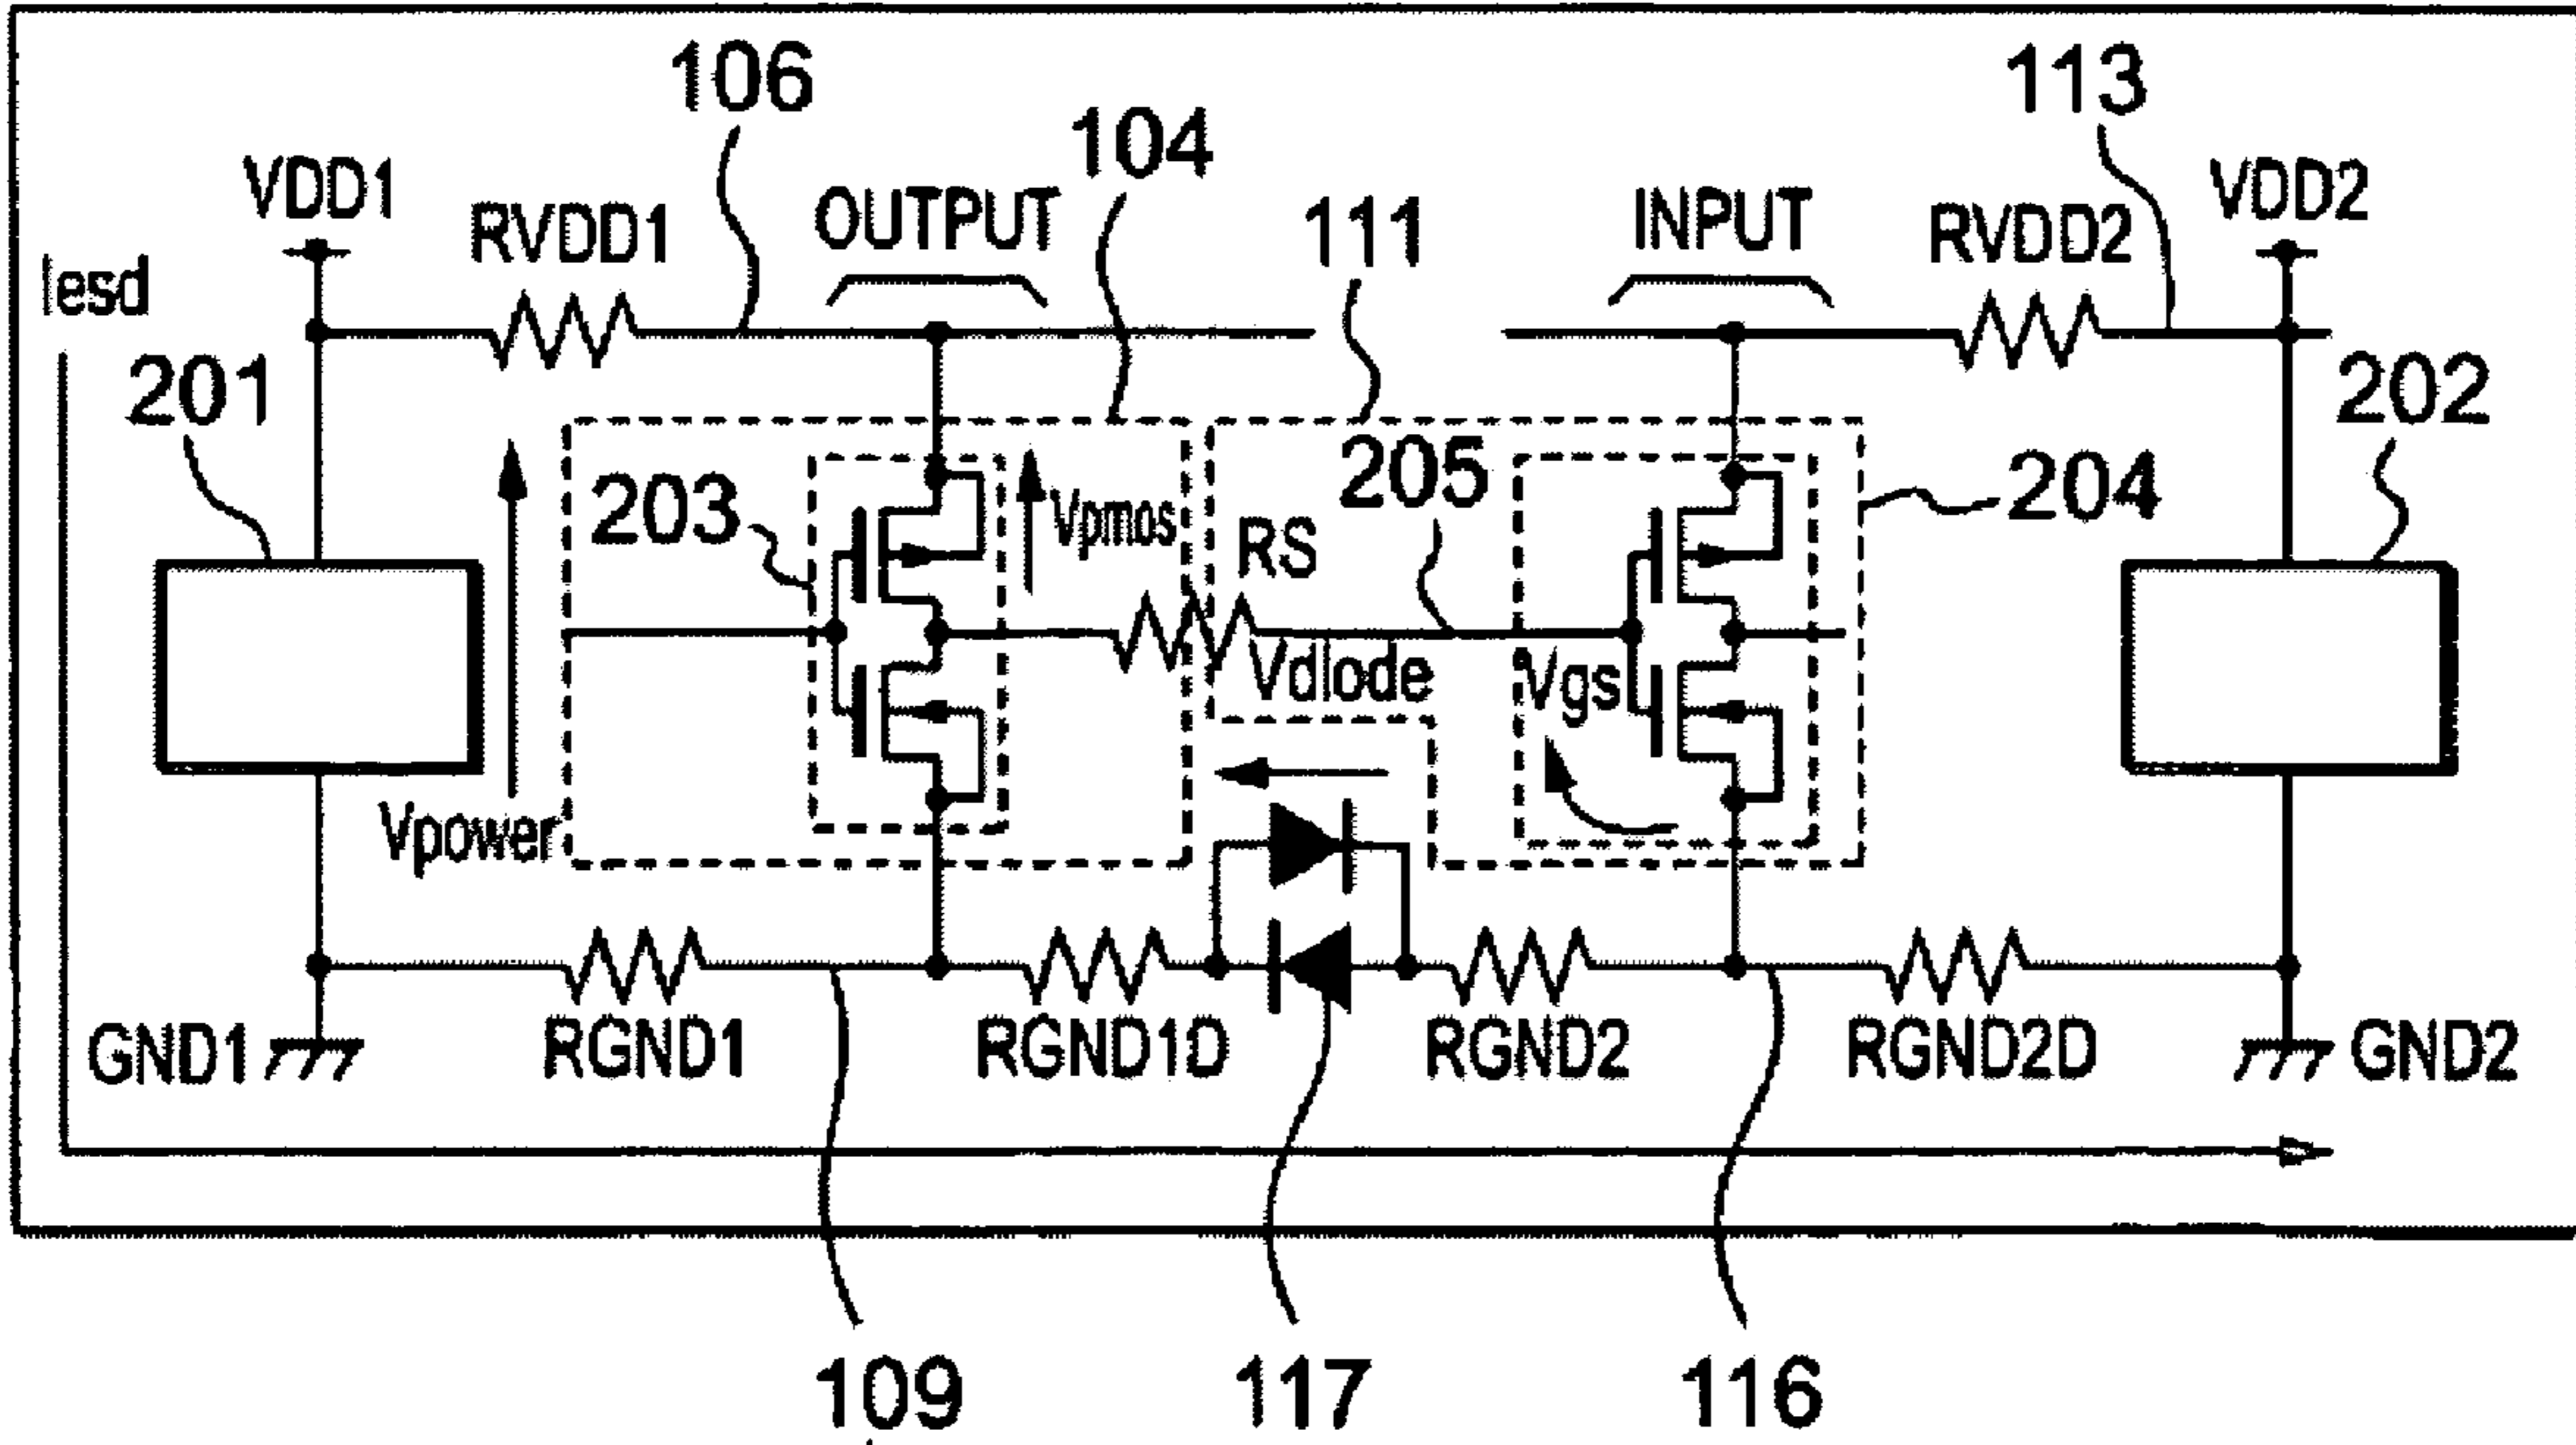 106
113
104
VDD1
VDD2
RVDD1
OUTPUT
111
INPUT
RVDD2
Iesd
201
202
203
Vpmos
205
204
RS
Vdiode
Vgs
Vpower
GND1
RGND1
RGND1D
RGND2
RGND2D
GND2
109
117
116